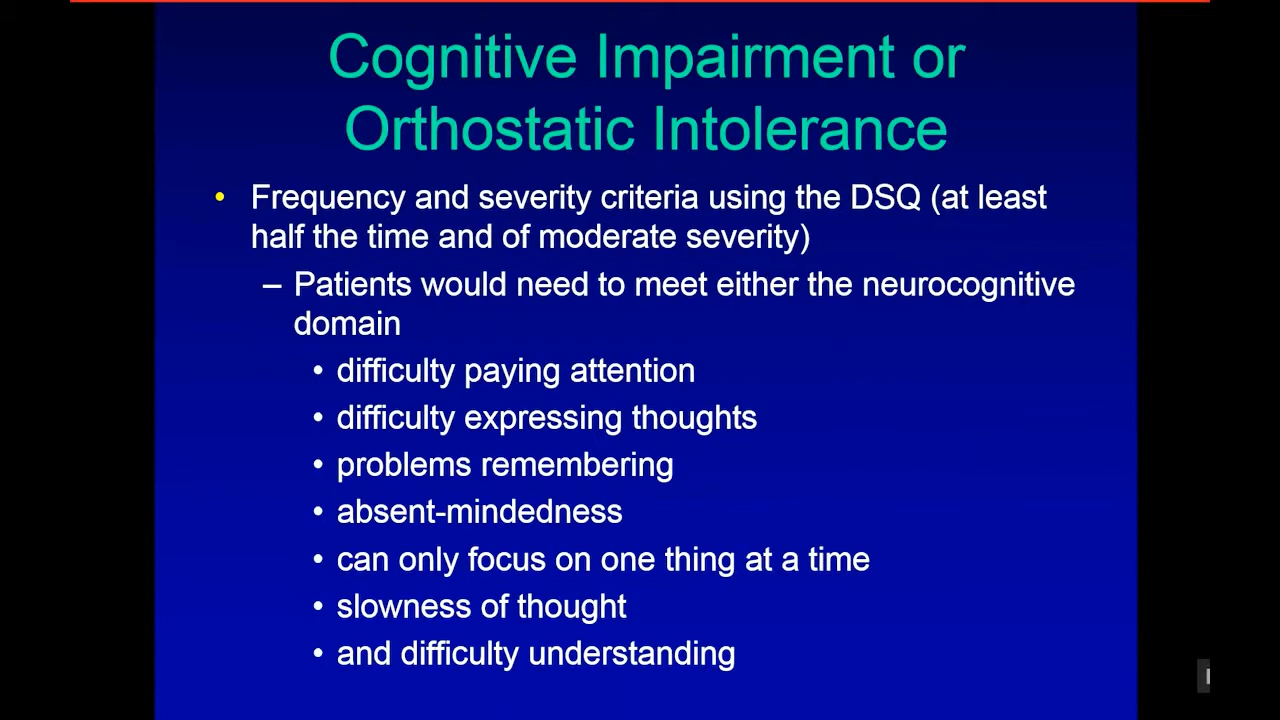 Cognitive Impairment or
Orthostatic Intolerance
• Frequency and severity criteria using the DSQ (at least
half the time and of moderate severity)
– Patients would need to meet either the neurocognitive
domain
• difficulty paying attention
• difficulty expressing thoughts
• problems remembering
• absent-mindedness
• can only focus on one thing at a time
• slowness of thought
• and difficulty understanding